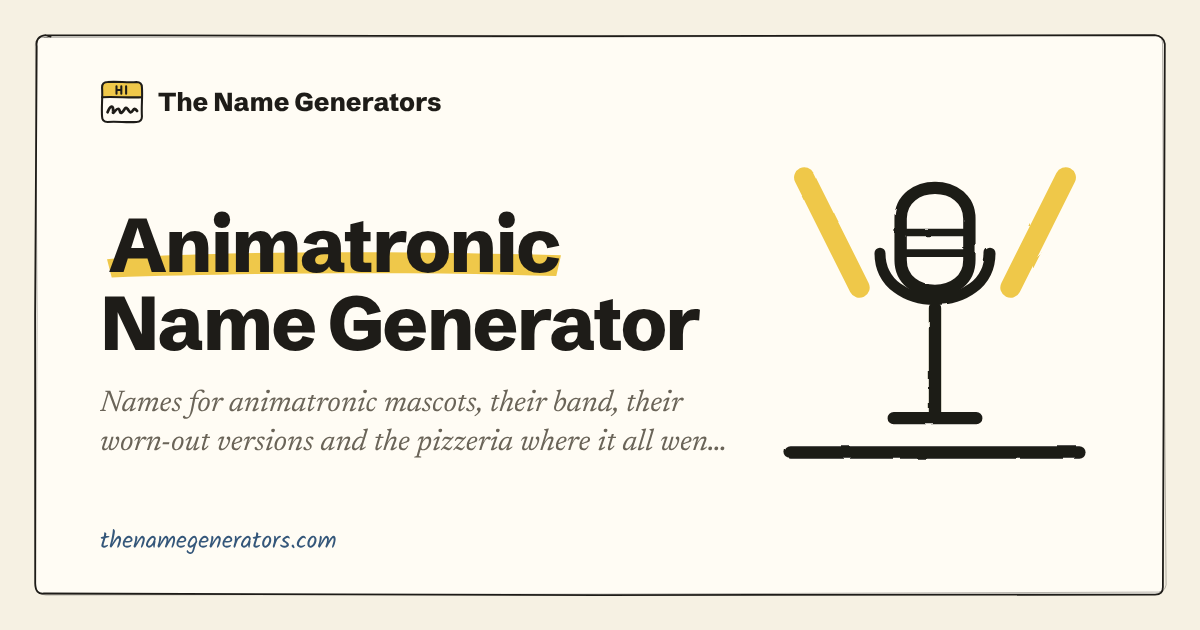 HI
The Name Generators
Animatronic
Name Generator
Names for animatronic mascots, their band, their
worn-out versions and the pizzeria where it all wen...
thenamegenerators.com